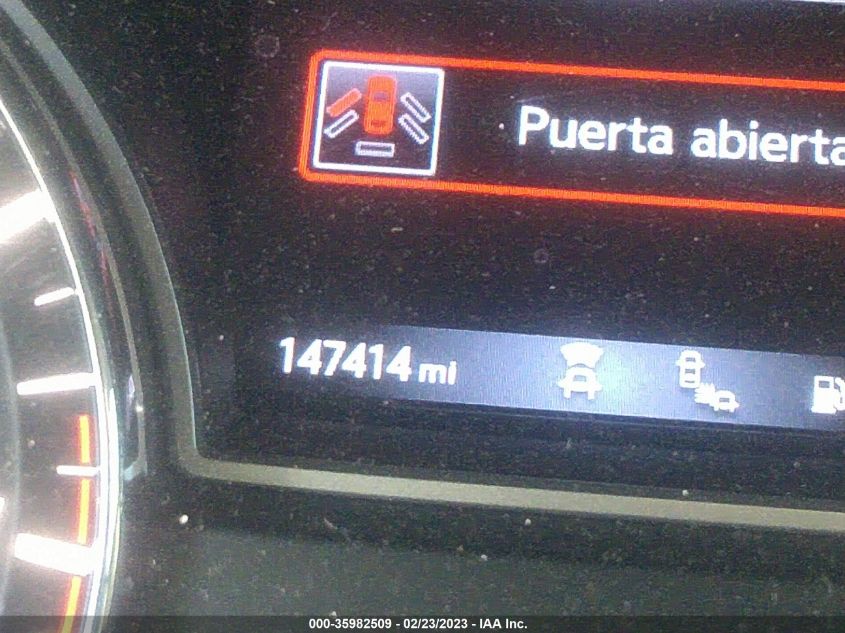 Puerta abierta
147414 mi
000-35982509 - 02/23/2023 - IAA Inc.